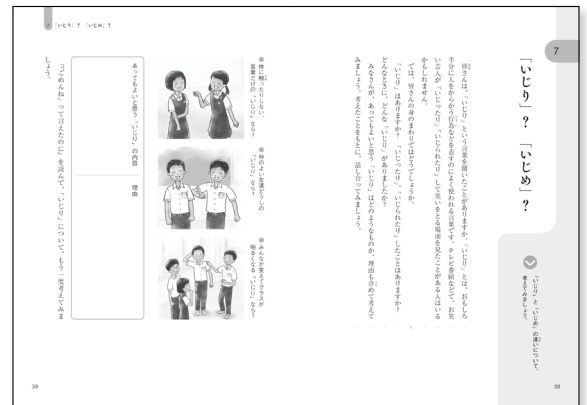 7
「いじり」？「いじめ」？
「いじり」と「いじめ」の違いについて、
考えてみましょう。
皆さんは、「いじり」という言葉を聞いたことがありますか。「いじり」とは、おもしろ
半分に人をからかう行為などを表すのによく使われる言葉です。テレビ番組などで、お笑
い芸人が「いじったり」「いじられたり」して笑いをとる場面を見たことがある人はいる
かもしれません。
では、皆さんの身のまわりではどうでしょうか。
「いじり」はありますか？「いじったり」、「いじられたり」したことはありますか？
どんなときに、どんな「いじり」がありましたか？
みなさんが、あってもよいと思う「いじり」はどのようなものか、理由も含めて考えて
みましょう。考えたことをもとに、話し合ってみましょう。
38
7 「いじり」？「いじめ」？
体に触ったりしない、
言葉だけの「いじり」なら？
仲のよい友達どうしの
「いじり」なら？
みんなが笑えてクラスが
明るくなる「いじり」なら？
あってもよいと思う「いじり」の内容
理由
『「ごめんね」って言えたのに』を読んで、「いじり」について、もう一度考えてみま
しょう。
39